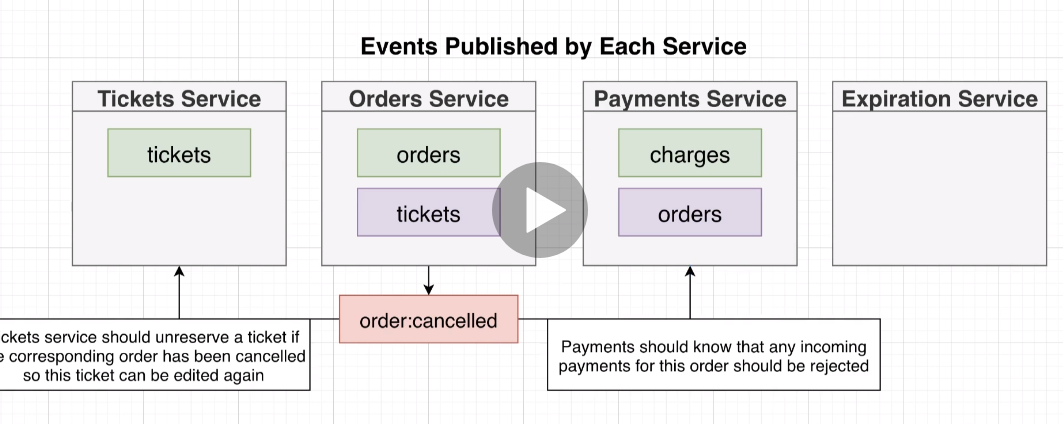 Events Published by Each Service
Tickets Service
Orders Service
Payments Service
Expiration Service
tickets
orders
charges
tickets
orders
order:cancelled
ckets service should unreserve a ticket if
e corresponding order has been cancelled
so this ticket can be edited again
Payments should know that any incoming
payments for this order should be rejected